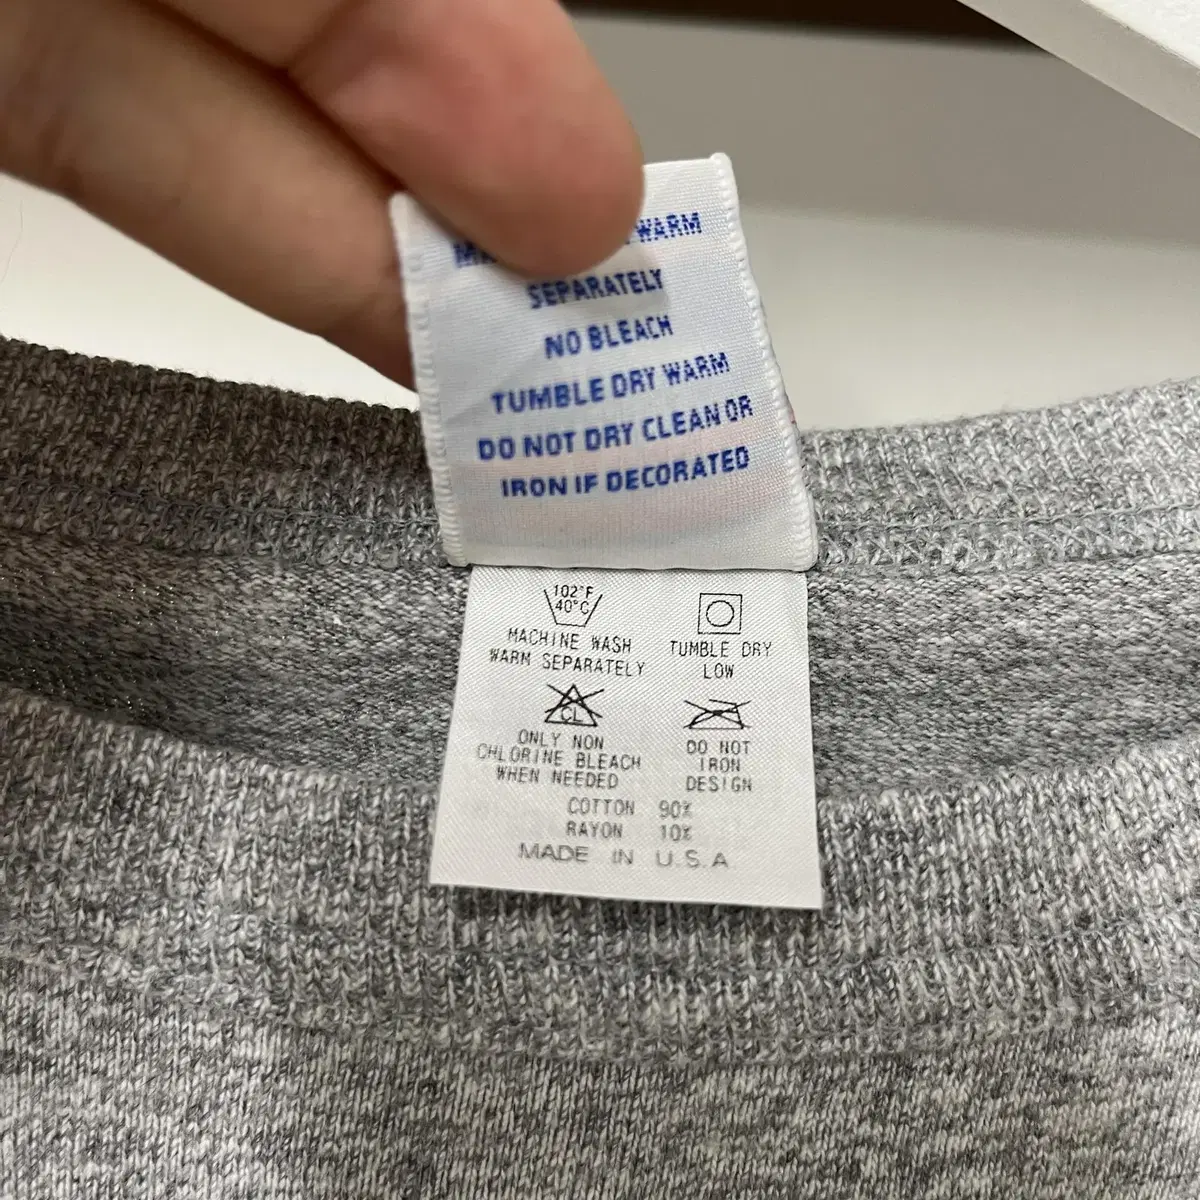 WARM
SEPARATELY
NO BLEACH
TUMBLE DRY WARM
DO NOT DRY CLEAN OR
IRON IF DECORATED
102°F
40°C
MACHINE WASH
WARM SEPARATELY
TUMBLE DRY
LOW
CL
ONLY NON
CHLORINE BLEACH
WHEN NEEDED
DO NOT
IRON
DESIGN
COTTON 90%
RAYON 10%
MADE IN U.S.A